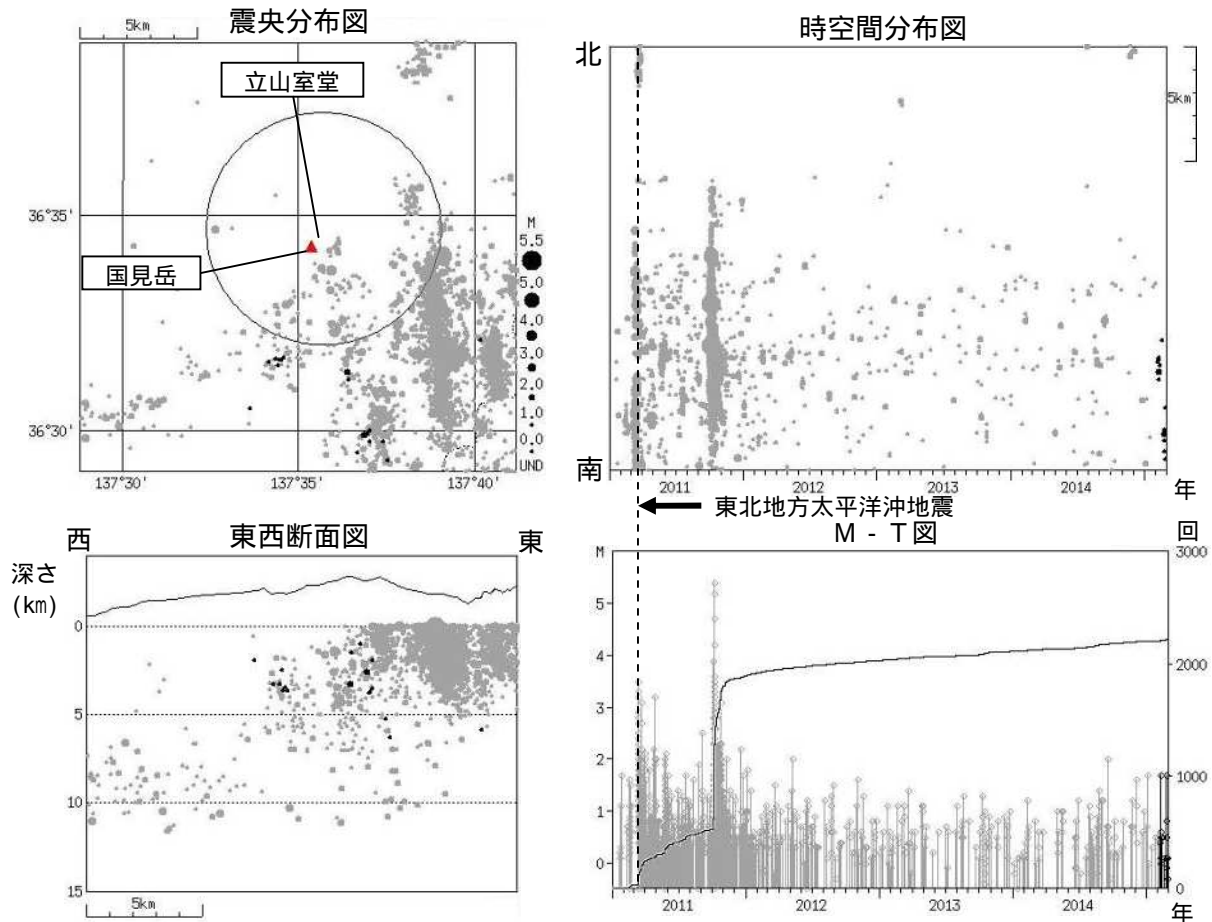 震央分布図
5km
立山室堂
国見岳
36°35'
36°30'
137°30'
137°35'
137°40'
M
5.5
5.0
4.0
3.0
2.0
1.0
0.0
UND
時空間分布図
北
南
5km
2011
2012
2013
2014
年
東北地方太平洋沖地震
東西断面図
西
東
深さ
(km)
0
5
10
15
5km
M - T図
回
M
5
4
3
2
1
0
3000
2000
1000
0
2011
2012
2013
2014
年